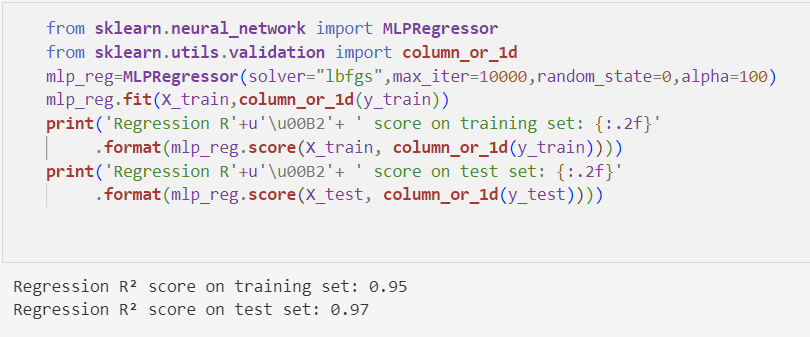 from sklearn.neural_network import MLPRegressor
from sklearn.utils.validation import column_or_1d
mlp_reg=MLPRegressor(solver="lbfgs",max_iter=10000,random_state=0,alpha=100)
mlp_reg.fit(X_train,column_or_1d(y_train))
print('Regression R'+u'\u00B2'+ ' score on training set: {:.2f}'
.format(mlp_reg.score(X_train, column_or_1d(y_train))))
print('Regression R'+u'\u00B2'+ ' score on test set: {:.2f}'
.format(mlp_reg.score(X_test, column_or_1d(y_test))))
Regression R² score on training set: 0.95
Regression R² score on test set: 0.97